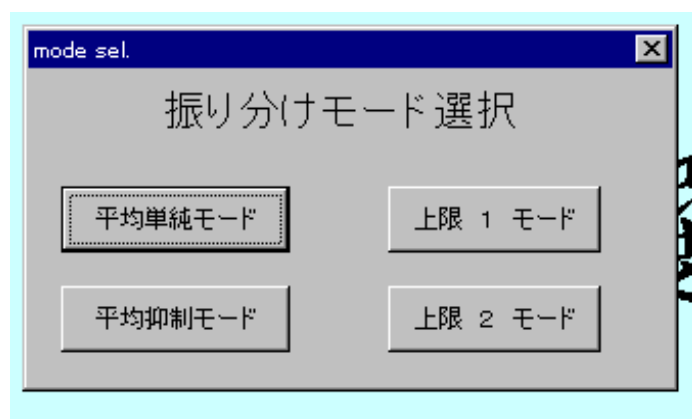 mode sel.
振り分けモード選択
平均単純モード
上限 1 モード
平均抑制モード
上限 2 モード